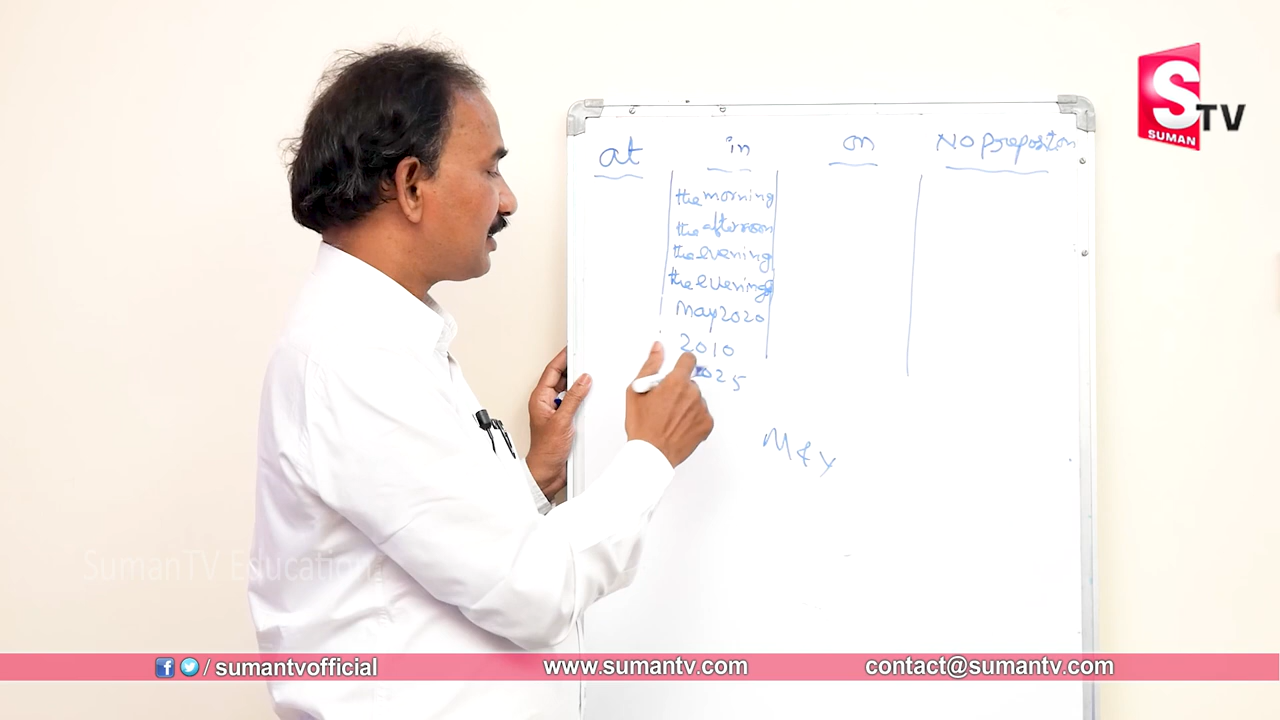 at in on No preposition
the morning
the afternoon
the evening
the evening
May 2020
2010
2025
M & Y
S TV
SUMAN
SumanTV Education
/ sumantvofficial www.sumantv.com contact@sumantv.com